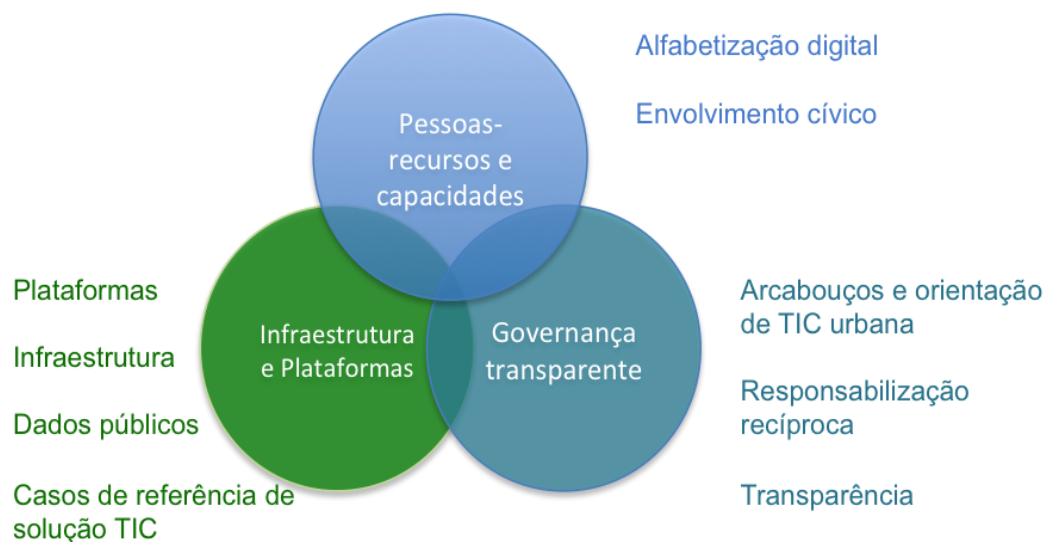 Alfabetização digital
Envolvimento cívico
Pessoas-
recursos e
capacidades
Plataformas
Infraestrutura
Dados públicos
Casos de referência de
solução TIC
Infraestrutura
e Plataformas
Governança
transparente
Arcabouços e orientação
de TIC urbana
Responsabilização
recíproca
Transparência